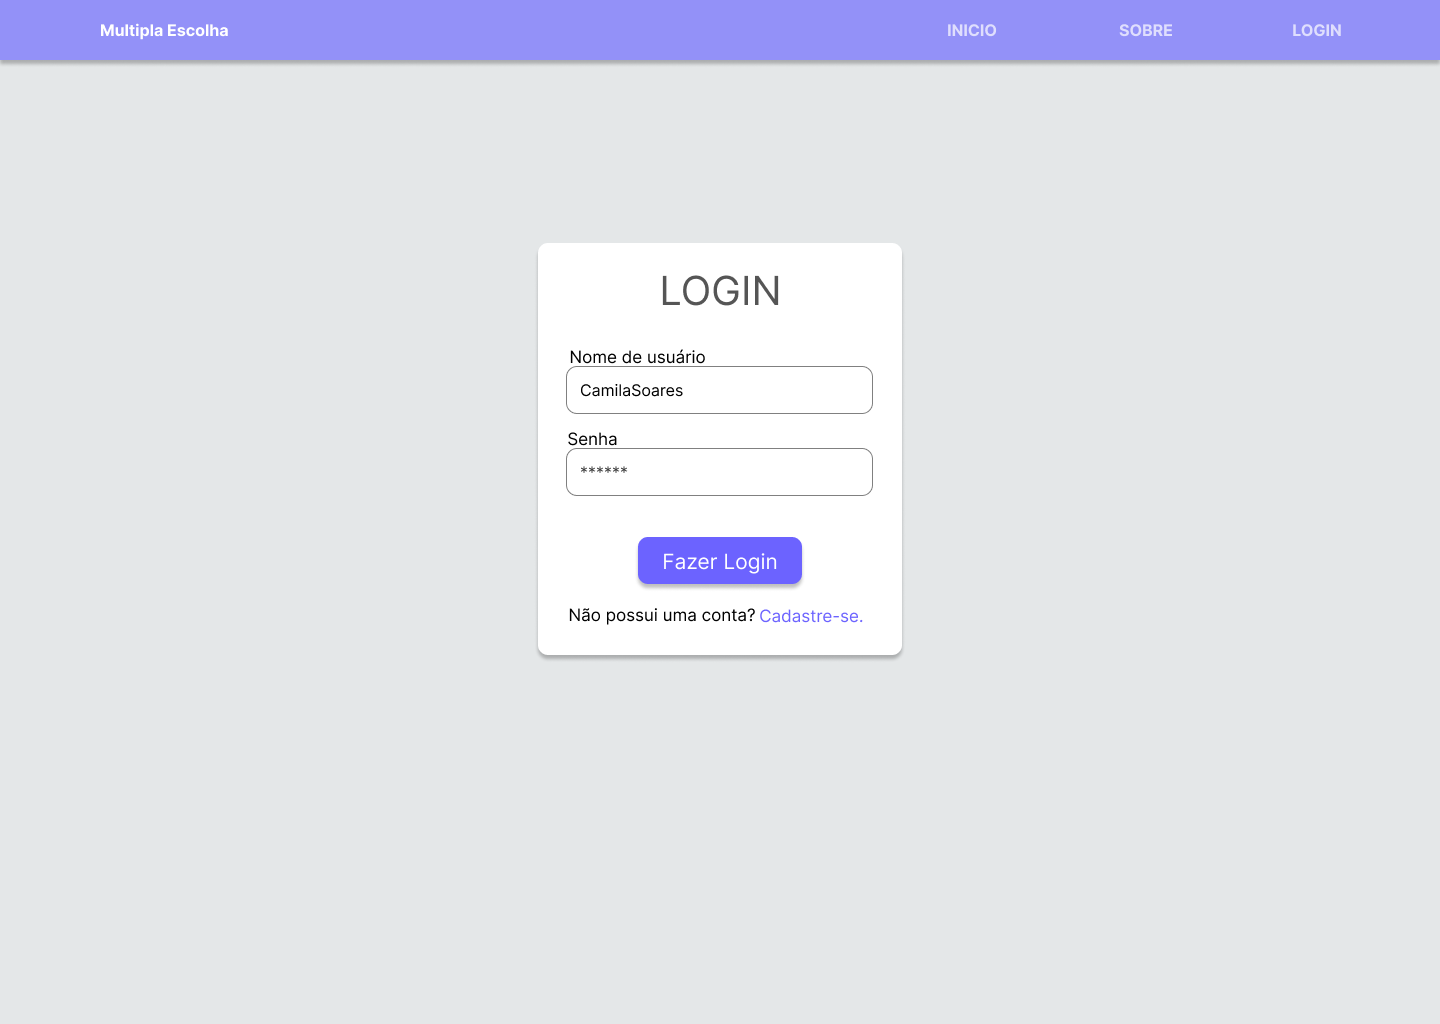 Multipla Escolha INICIO SOBRE LOGIN
LOGIN
Nome de usuário
CamilaSoares
Senha
******
Fazer Login
Não possui uma conta? Cadastre-se.